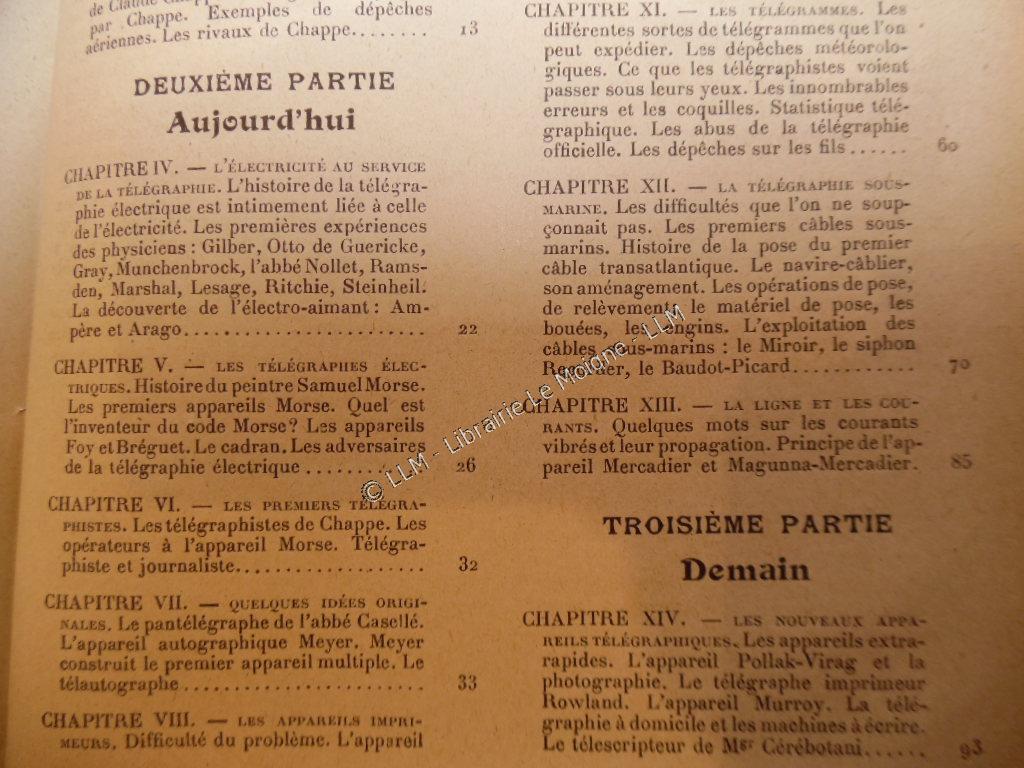 de Claude
par Chappe. Exemples de dépêches
aériennes. Les rivaux de Chappe........ 13
DEUXIÈME PARTIE
Aujourd'hui
CHAPITRE IV. — L'ÉLECTRICITÉ AU SERVICE
DE LA TÉLÉGRAPHIE. L'histoire de la télégra-
phie électrique est intimement liée à celle
de l'électricité. Les premières expériences
des physiciens : Gilber, Otto de Guericke,
Gray, Munchenbrock, l'abbé Nollet, Rams-
den, Marshal, Lesage, Ritchie, Steinheil.
La découverte de l'électro-aimant : Am-
père et Arago........................ 22
CHAPITRE V. — LES TÉLÉGRAPHES ÉLEC-
TRIQUES. Histoire du peintre Samuel Morse.
Les premiers appareils Morse. Quel est
l'inventeur du code Morse? Les appareils
Foy et Bréguet. Le cadran. Les adversaires
de la télégraphie électrique ............ 26
CHAPITRE VI. — LES PREMIERS TÉLÉGRA-
PHISTES. Les télégraphistes de Chappe. Les
opérateurs à l'appareil Morse. Télégra-
phiste et journaliste................... 32
CHAPITRE VII. — QUELQUES IDÉES ORIGI-
NALES. Le pantélégraphe de l'abbé Casellé.
L'appareil autographique Meyer. Meyer
construit le premier appareil multiple. Le
télautographe ........................ 33
CHAPITRE VIII. — LES APPAREILS IMPRI-
MEURS. Difficulté du problème. L'appareil
CHAPITRE XI. — LES TÉLÉGRAMMES. Les
différentes sortes de télégrammes que l'on
peut expédier. Les dépêches météorolo-
giques. Ce que les télégraphistes voient
passer sous leurs yeux. Les innombrables
erreurs et les coquilles. Statistique télé-
graphique. Les abus de la télégraphie
officielle. Les dépêches sur les fils...... 60
CHAPITRE XII. — LA TÉLÉGRAPHIE SOUS-
MARINE. Les difficultés que l'on ne soup-
çonnait pas. Les premiers câbles sous-
marins. Histoire de la pose du premier
câble transatlantique. Le navire-câblier,
son aménagement. Les opérations de pose,
de relèvement, le matériel de pose, les
bouées, les engins. L'exploitation des
câbles sous-marins : le Miroir, le siphon
Recorder, le Baudot-Picard............ 70
CHAPITRE XIII. — LA LIGNE ET LES COU-
RANTS. Quelques mots sur les courants
vibrés et leur propagation. Principe de l'ap-
pareil Mercadier et Magunna-Mercadier. 85
TROISIÈME PARTIE
Demain
CHAPITRE XIV. — LES NOUVEAUX APPA-
REILS TÉLÉGRAPHIQUES. Les appareils extra-
rapides. L'appareil Pollak-Virag et la
photographie. Le télégraphe imprimeur
Rowland. L'appareil Murroy. La télé-
graphie à domicile et les machines à écrire.
Le télescripteur de Mgr Cérébotani...... 93
© LLM - Librairie Le Moigne - LLM